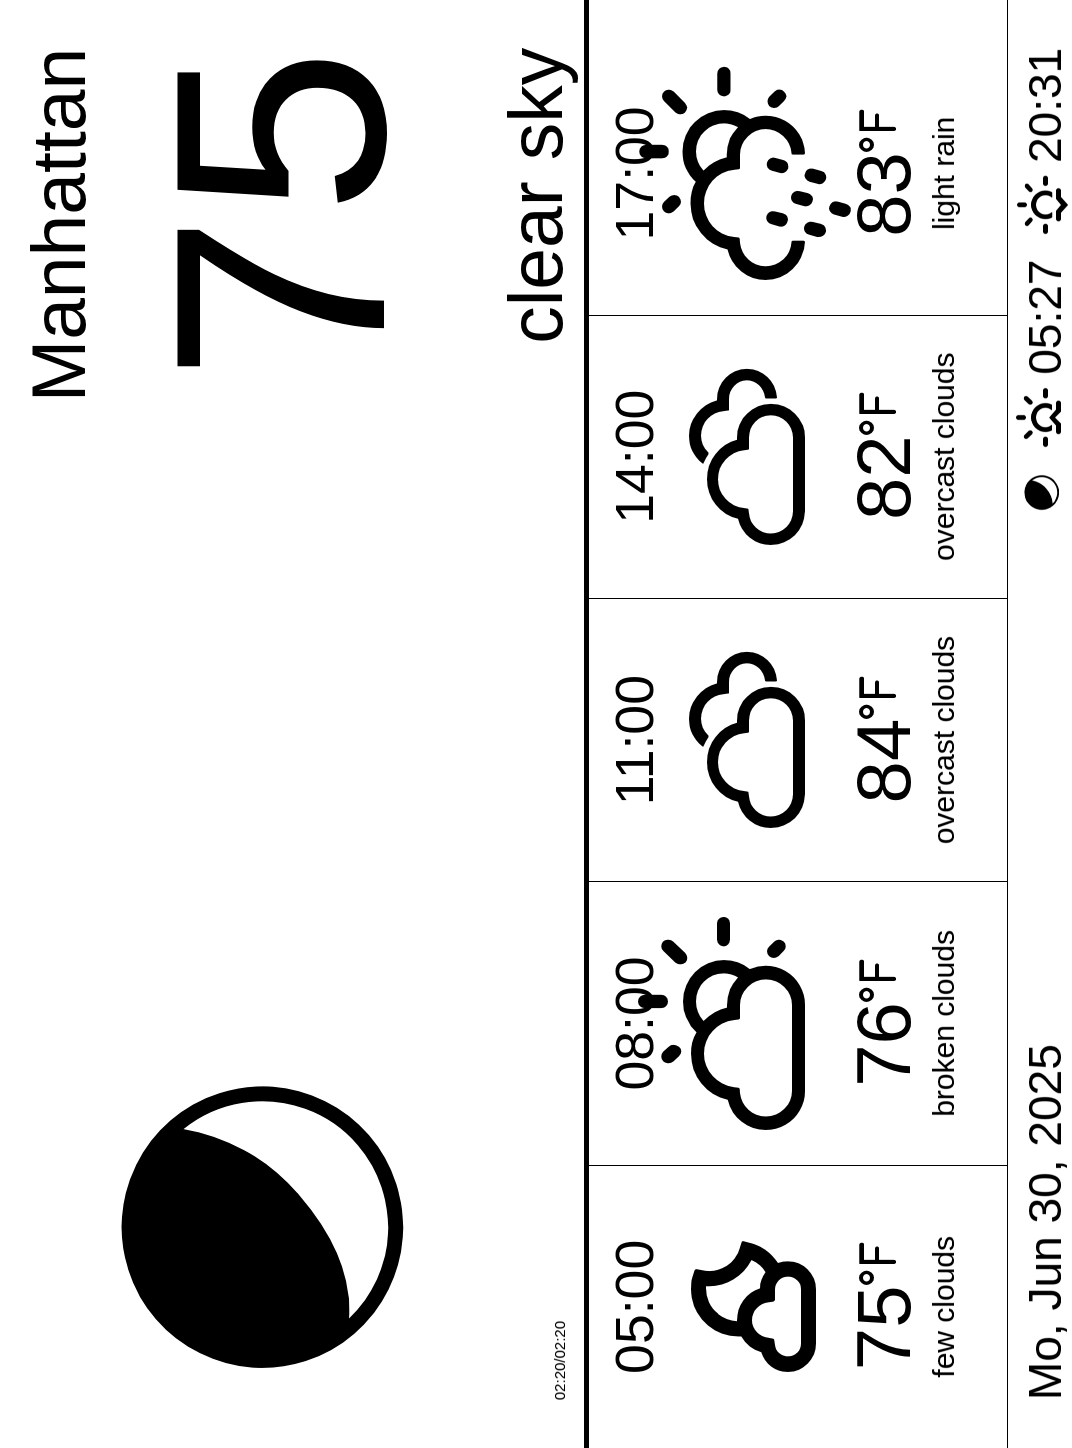 Manhattan
75
clear sky
02:20/02:20
05:00
75°F
few clouds
08:00
76°F
broken clouds
11:00
84°F
overcast clouds
14:00
82°F
overcast clouds
17:00
83°F
light rain
Mo, Jun 30, 2025
05:27
20:31